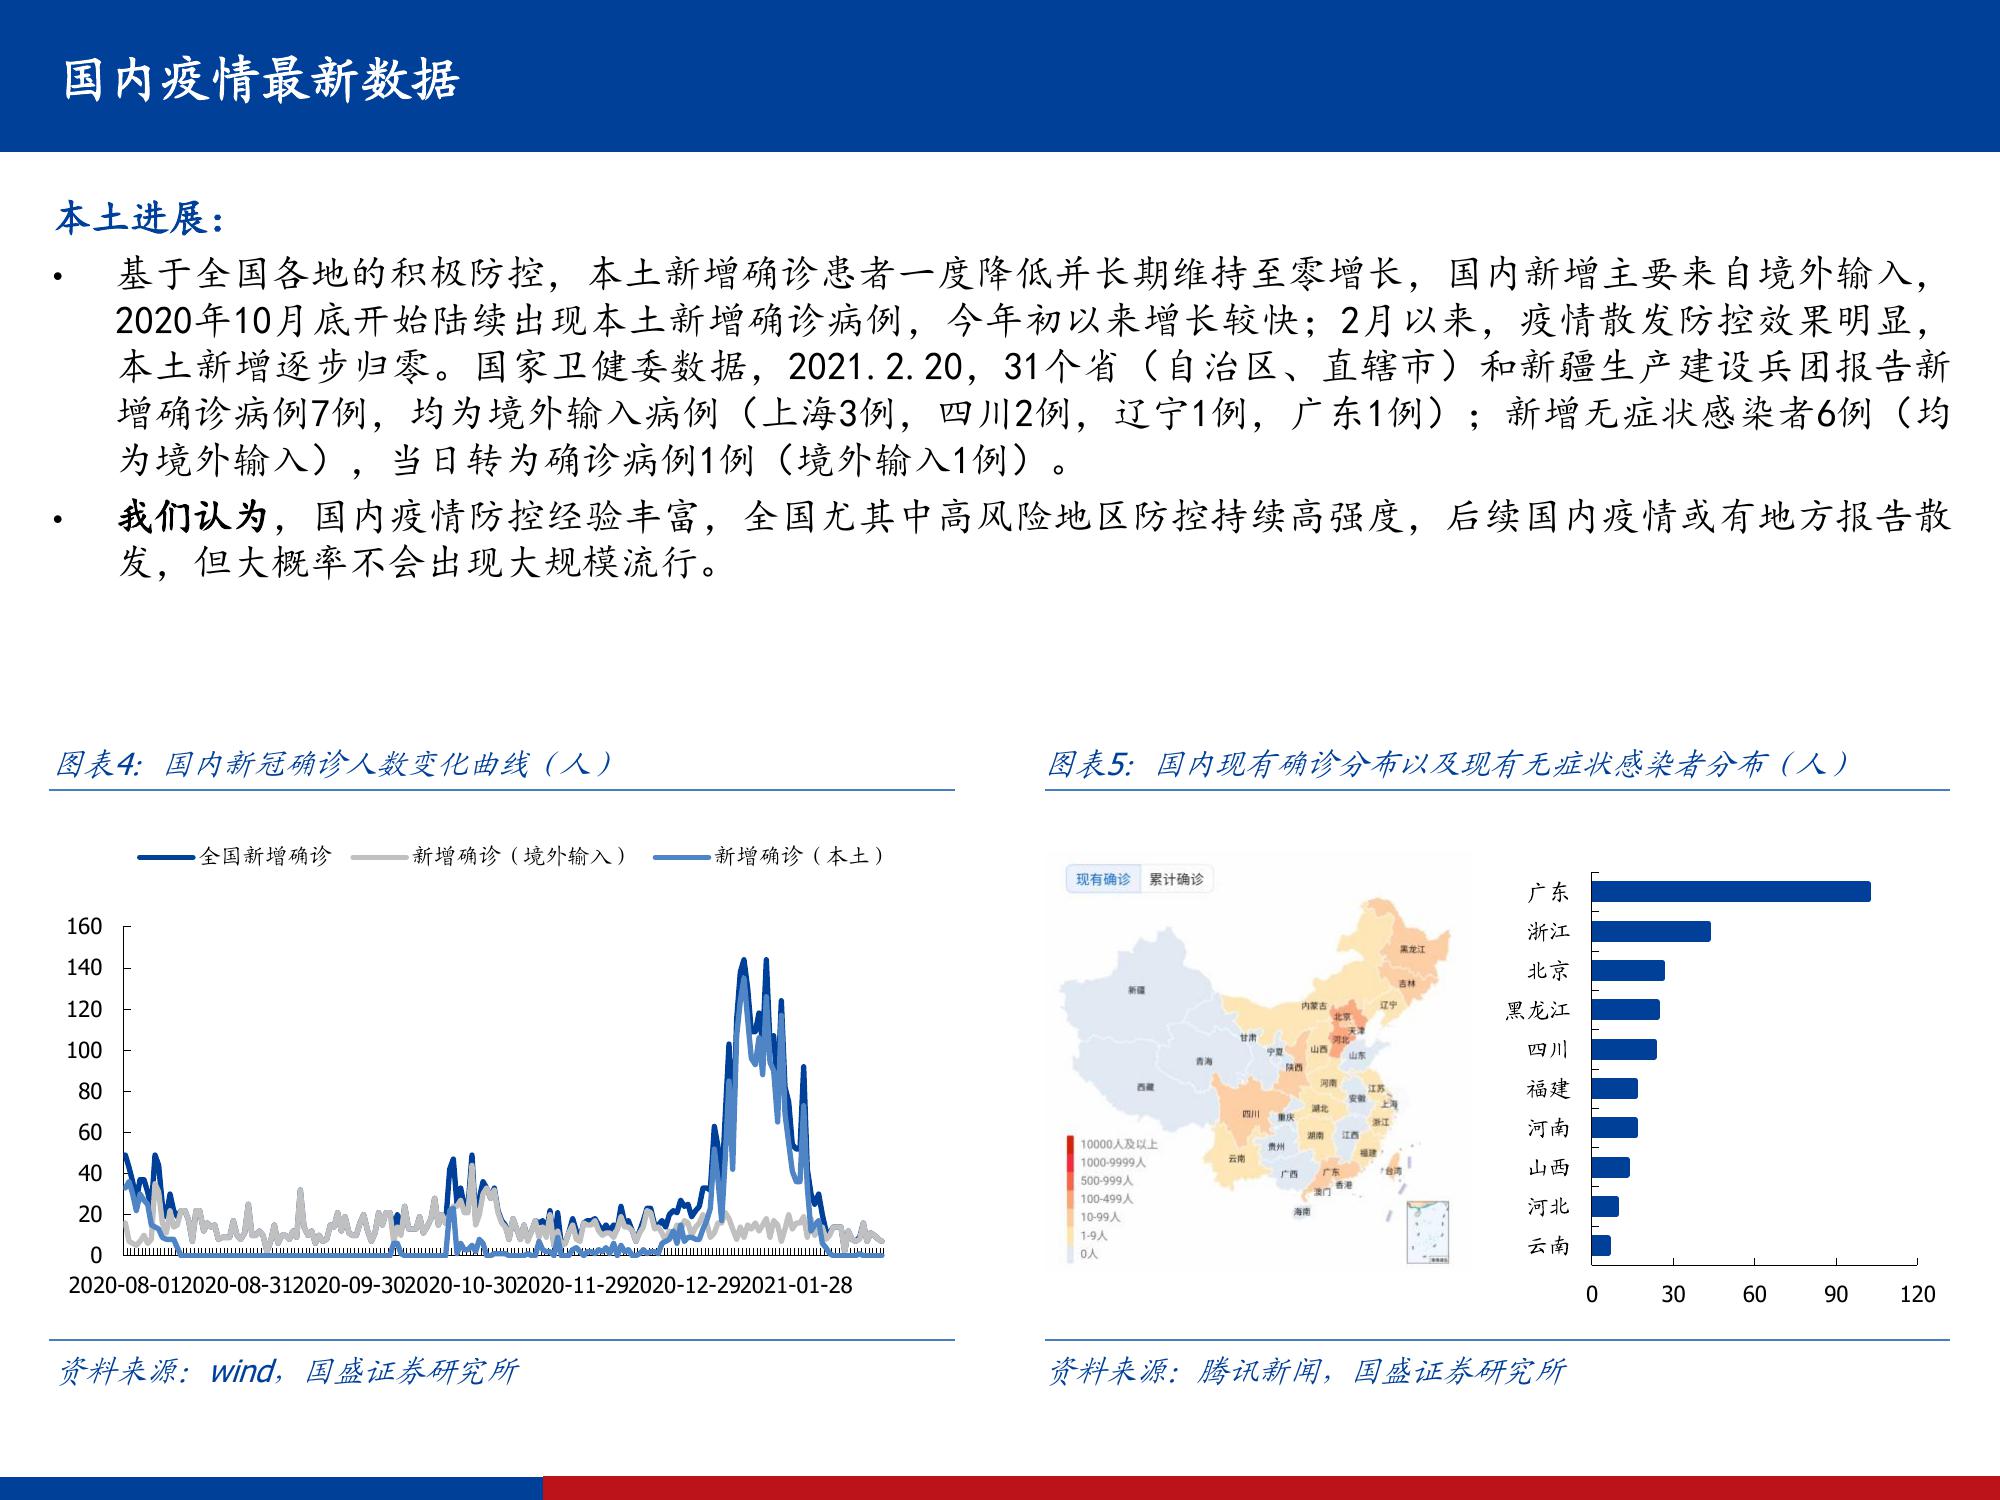 国内疫情最新数据
本土进展：
• 基于全国各地的积极防控，本土新增确诊患者一度降低并长期维持至零增长，国内新增主要来自境外输入，
2020年10月底开始陆续出现本土新增确诊病例，今年初以来增长较快；2月以来，疫情散发防控效果明显，
本土新增逐步归零。国家卫健委数据，2021.2.20，31个省（自治区、直辖市）和新疆生产建设兵团报告新
增确诊病例7例，均为境外输入病例（上海3例，四川2例，辽宁1例，广东1例）；新增无症状感染者6例（均
为境外输入），当日转为确诊病例1例（境外输入1例）。
• 我们认为，国内疫情防控经验丰富，全国尤其中高风险地区防控持续高强度，后续国内疫情或有地方报告散
发，但大概率不会出现大规模流行。
图表4：国内新冠确诊人数变化曲线（人）
全国新增确诊 新增确诊（境外输入） 新增确诊（本土）
160
140
120
100
80
60
40
20
0
2020-08-01 2020-08-31 2020-09-30 2020-10-30 2020-11-29 2020-12-29 2021-01-28
资料来源：wind，国盛证券研究所
图表5：国内现有确诊分布以及现有无症状感染者分布（人）
现有确诊 累计确诊
黑龙江
吉林
新疆
内蒙古
辽宁
北京
天津
河北
甘肃
宁夏
山西
山东
青海
陕西
西藏
河南
江苏
安徽
上海
四川
重庆
湖北
浙江
湖南
江西
贵州
福建
云南
广西
广东
台湾
香港
澳门
海南
10000人及以上
1000-9999人
500-999人
100-499人
10-99人
1-9人
0人
广东
浙江
北京
黑龙江
四川
福建
河南
山西
河北
云南
0 30 60 90 120
资料来源：腾讯新闻，国盛证券研究所